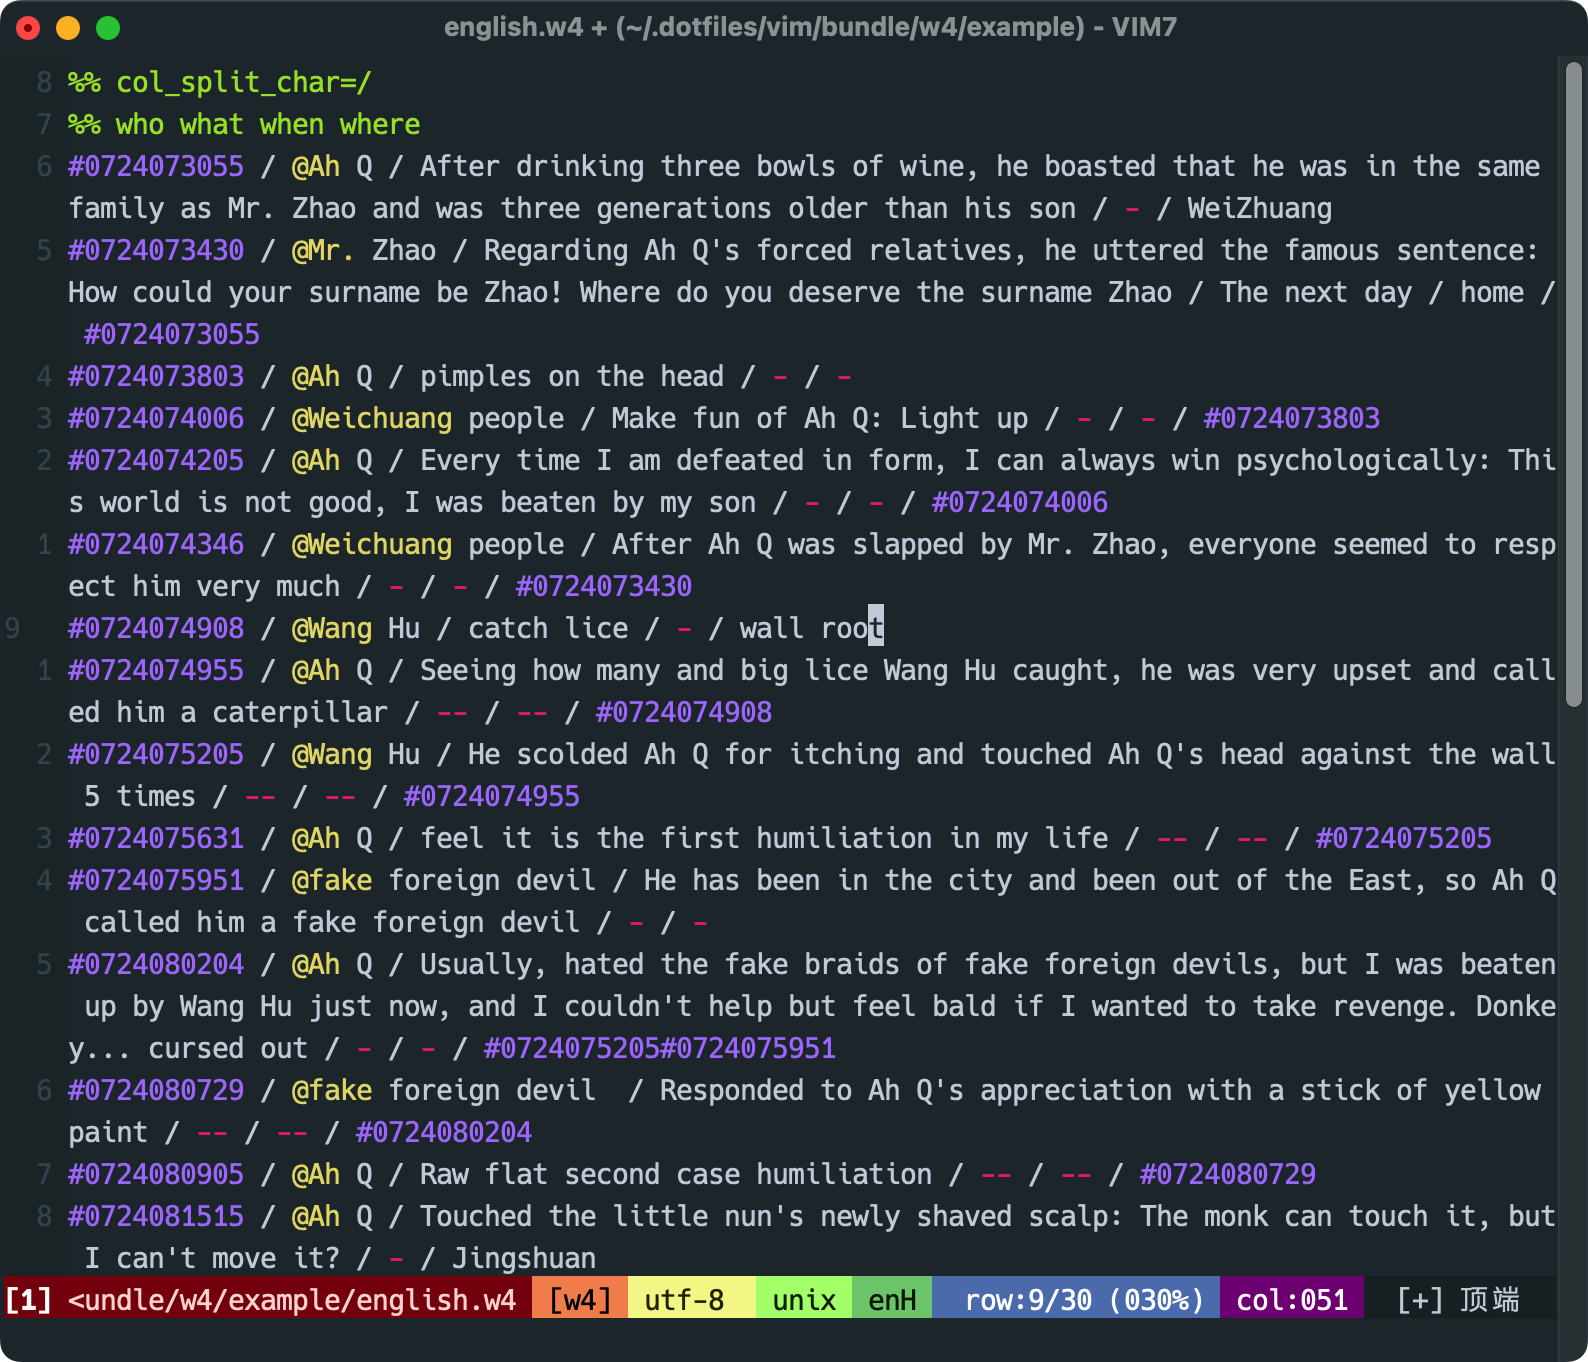 english.w4 + (~/.dotfiles/vim/bundle/w4/example) - VIM7
8 %% col_split_char=/
7 %% who what when where
6 #0724073055 / @Ah Q / After drinking three bowls of wine, he boasted that he was in the same
family as Mr. Zhao and was three generations older than his son / - / WeiZhuang
5 #0724073430 / @Mr. Zhao / Regarding Ah Q's forced relatives, he uttered the famous sentence:
How could your surname be Zhao! Where do you deserve the surname Zhao / The next day / home /
#0724073055
4 #0724073803 / @Ah Q / pimples on the head / - / -
3 #0724074006 / @Weichuang people / Make fun of Ah Q: Light up / - / - / #0724073803
2 #0724074205 / @Ah Q / Every time I am defeated in form, I can always win psychologically: Thi
s world is not good, I was beaten by my son / - / - / #0724074006
1 #0724074346 / @Weichuang people / After Ah Q was slapped by Mr. Zhao, everyone seemed to resp
ect him very much / - / - / #0724073430
9 #0724074908 / @Wang Hu / catch lice / - / wall root
1 #0724074955 / @Ah Q / Seeing how many and big lice Wang Hu caught, he was very upset and call
ed him a caterpillar / -- / -- / #0724074908
2 #0724075205 / @Wang Hu / He scolded Ah Q for itching and touched Ah Q's head against the wall
5 times / -- / -- / #0724074955
3 #0724075631 / @Ah Q / feel it is the first humiliation in my life / -- / -- / #0724075205
4 #0724075951 / @fake foreign devil / He has been in the city and been out of the East, so Ah Q
called him a fake foreign devil / - / -
5 #0724080204 / @Ah Q / Usually, hated the fake braids of fake foreign devils, but I was beaten
up by Wang Hu just now, and I couldn't help but feel bald if I wanted to take revenge. Donke
y... cursed out / - / - / #0724075205#0724075951
6 #0724080729 / @fake foreign devil  / Responded to Ah Q's appreciation with a stick of yellow
paint / -- / -- / #0724080204
7 #0724080905 / @Ah Q / Raw flat second case humiliation / -- / -- / #0724080729
8 #0724081515 / @Ah Q / Touched the little nun's newly shaved scalp: The monk can touch it, but
I can't move it? / - / Jingshuan
[1] <undle/w4/example/english.w4 [w4] utf-8 unix enH row:9/30 (030%) col:051 [+] 顶端